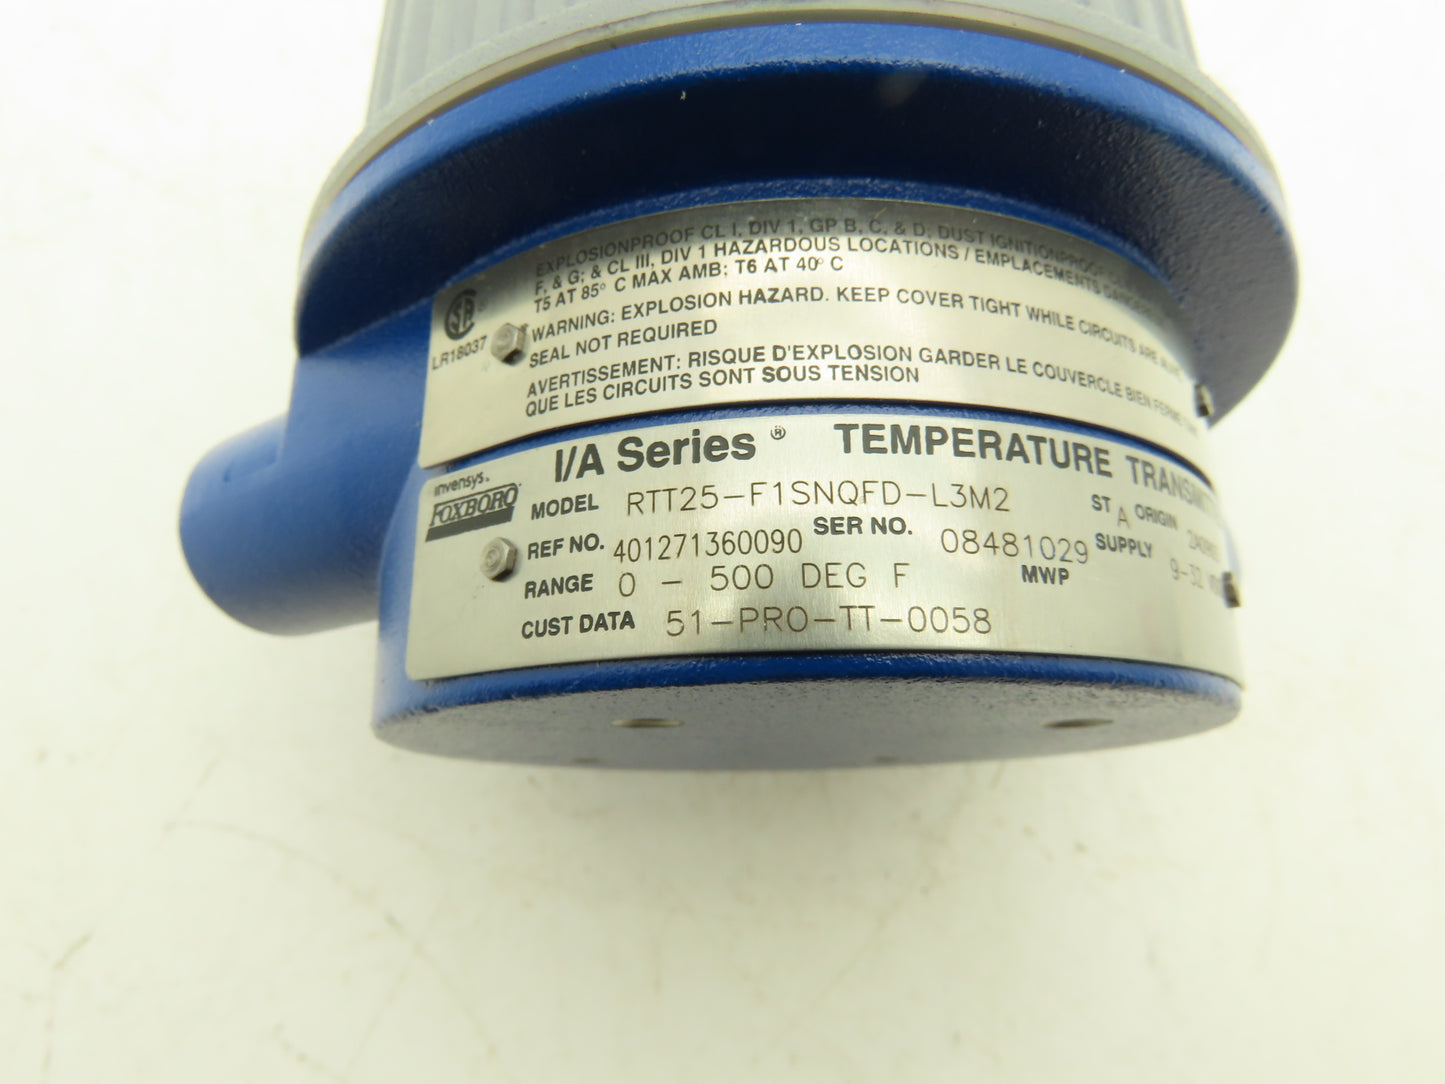 EXPLOSIONPROOF CL I, DIV 1, GP B, C, & D; DUST IGNITIONPROOF
F, & G; & CL III, DIV 1 HAZARDOUS LOCATIONS / EMPLACEMENTS
T5 AT 85° C MAX AMB; T6 AT 40° C
WARNING: EXPLOSION HAZARD. KEEP COVER TIGHT WHILE CIRCUITS ARE ALIVE
SEAL NOT REQUIRED
AVERTISSEMENT: RISQUE D'EXPLOSION GARDER LE COUVERCLE BIEN FERME
QUE LES CIRCUITS SONT SOUS TENSION
LR18037
I/A Series ® TEMPERATURE
invensys
FOXBORO®
MODEL RTT25-F1SNQFD-L3M2 ST A ORIGIN
REF NO. 401271360090 SER NO. 08481029 SUPPLY 9-32
RANGE 0 - 500 DEG F MWP
CUST DATA 51-PRO-TT-0058